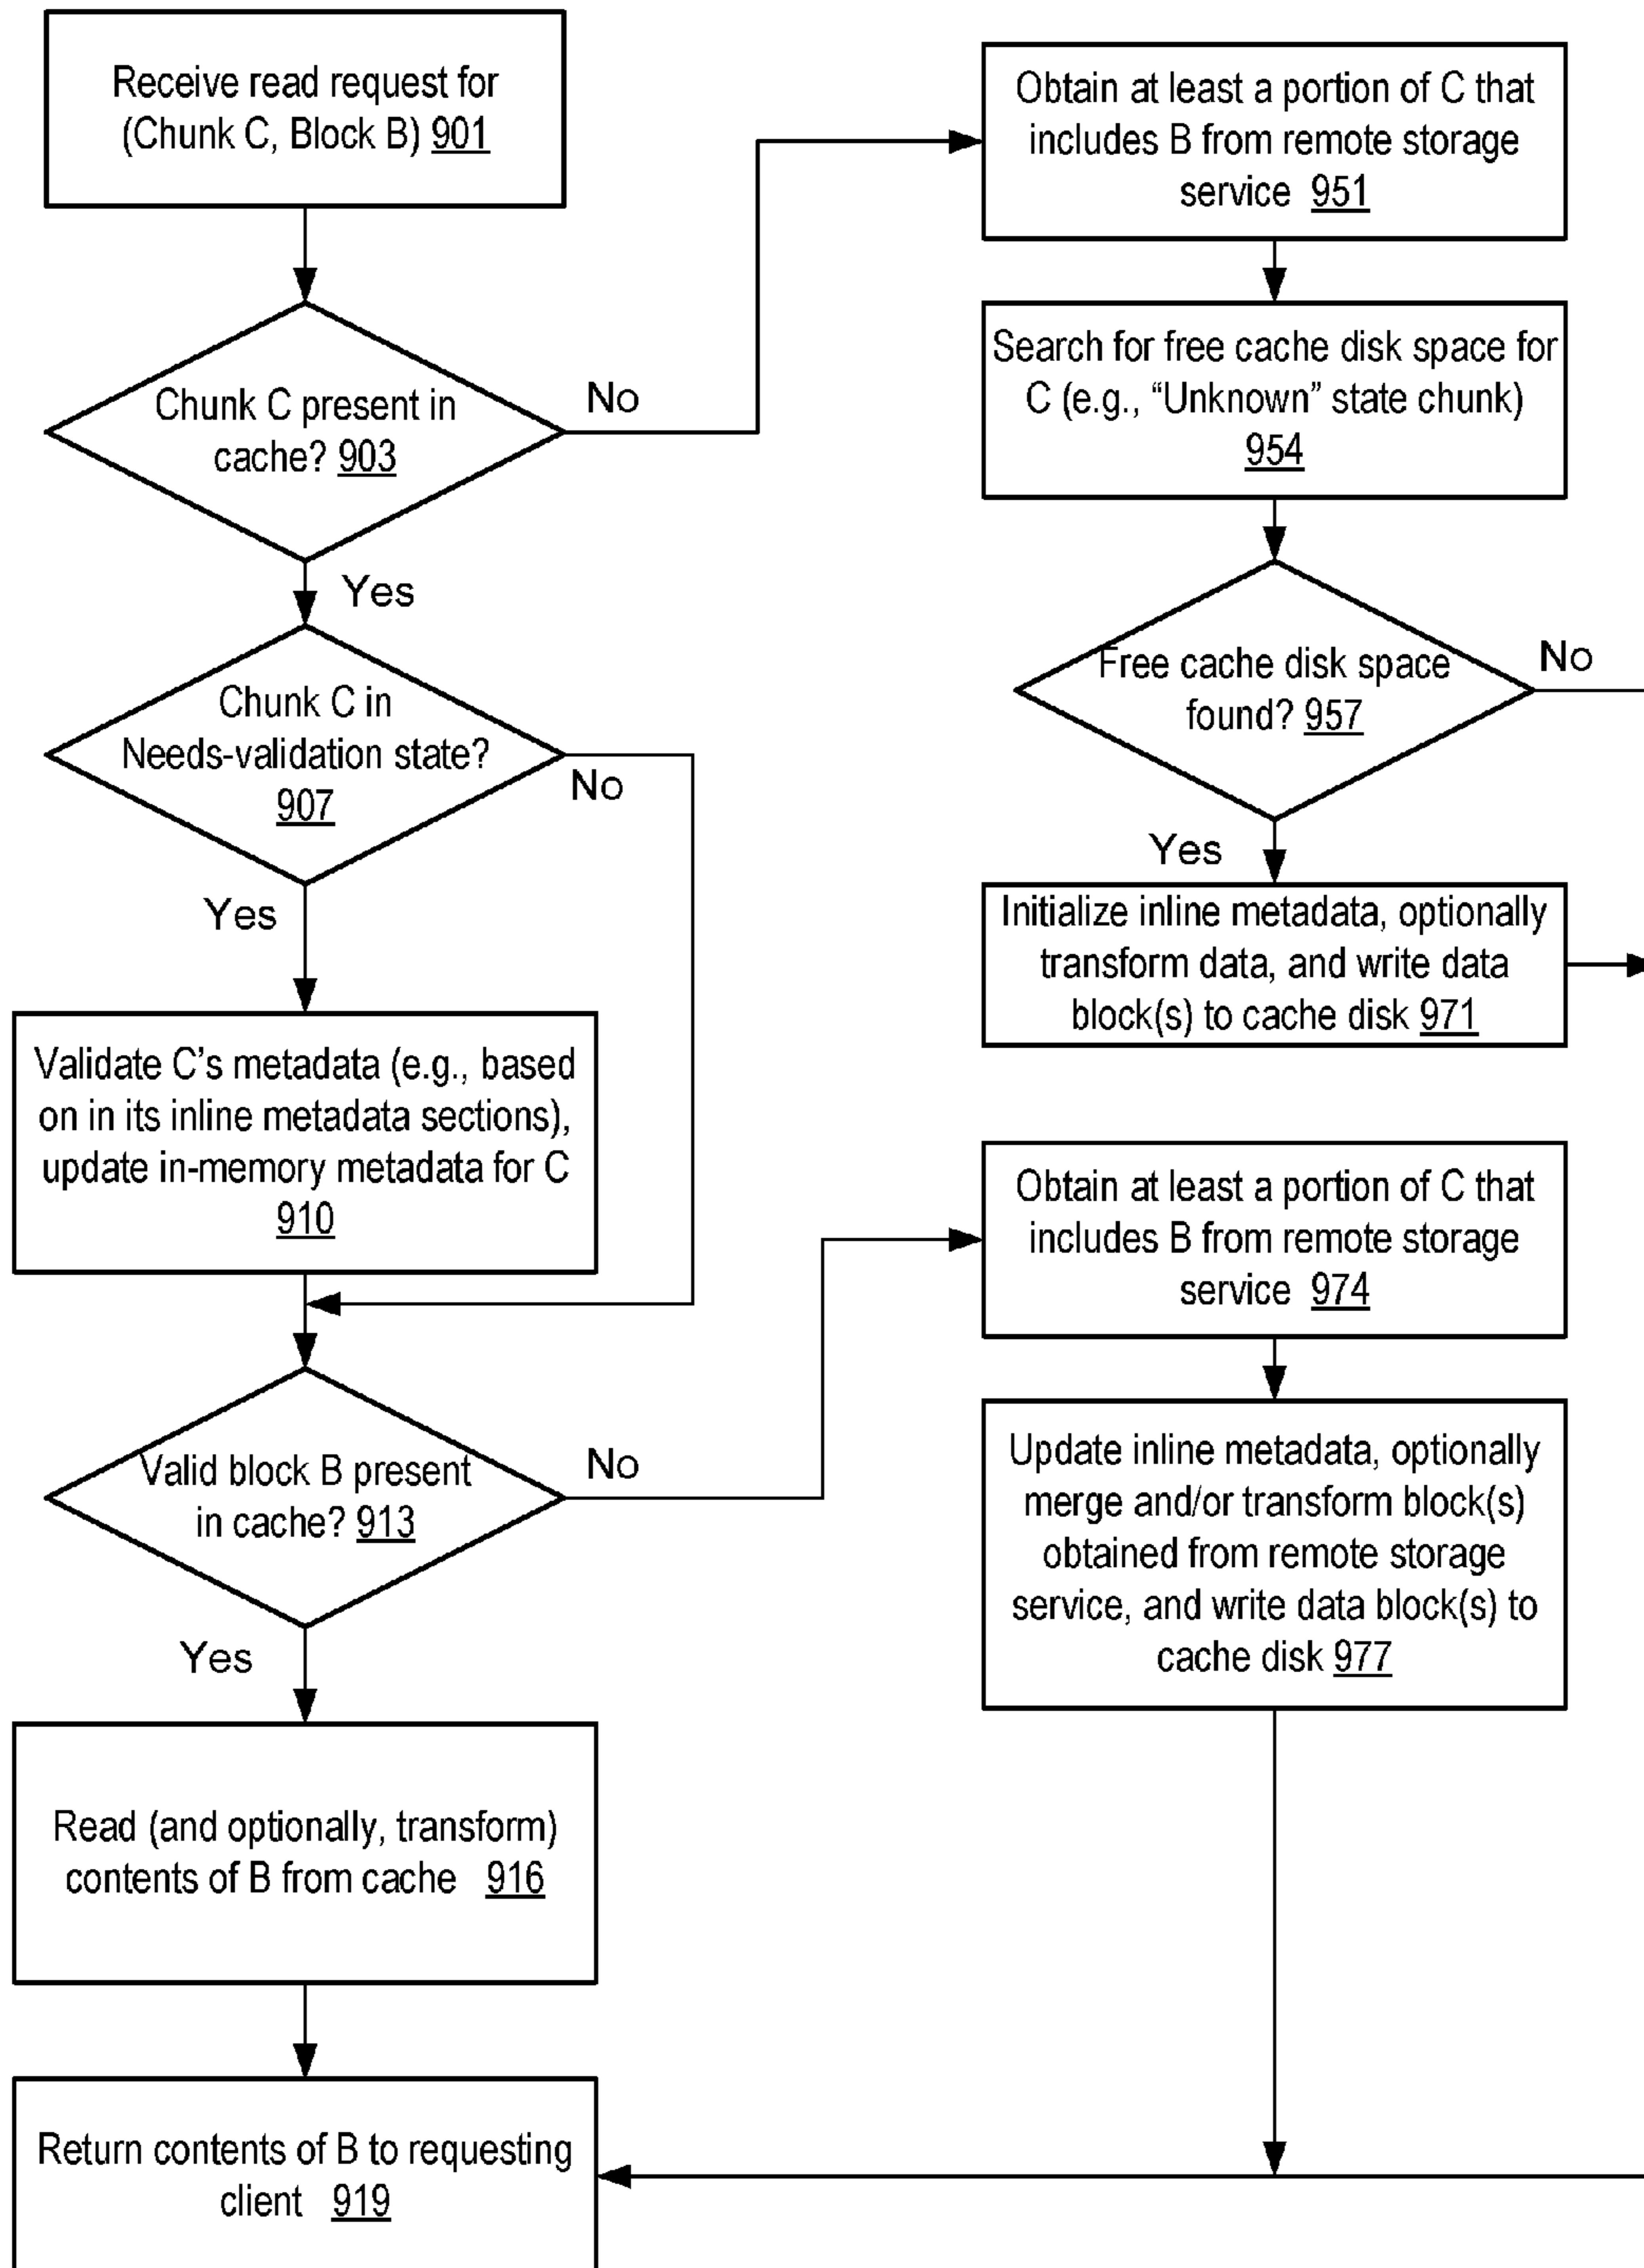 Receive read request for
(Chunk C, Block B) 901
Chunk C present in
cache? 903
No
Yes
Chunk C in
Needs-validation state?
907
No
Yes
Validate C’s metadata (e.g., based
on in its inline metadata sections),
update in-memory metadata for C
910
Valid block B present
in cache? 913
No
Yes
Read (and optionally, transform)
contents of B from cache 916
Return contents of B to requesting
client 919
Obtain at least a portion of C that
includes B from remote storage
service 951
Search for free cache disk space for
C (e.g., “Unknown” state chunk)
954
Free cache disk space
found? 957
No
Yes
Initialize inline metadata, optionally
transform data, and write data
block(s) to cache disk 971
Obtain at least a portion of C that
includes B from remote storage
service 974
Update inline metadata, optionally
merge and/or transform block(s)
obtained from remote storage
service, and write data block(s) to
cache disk 977